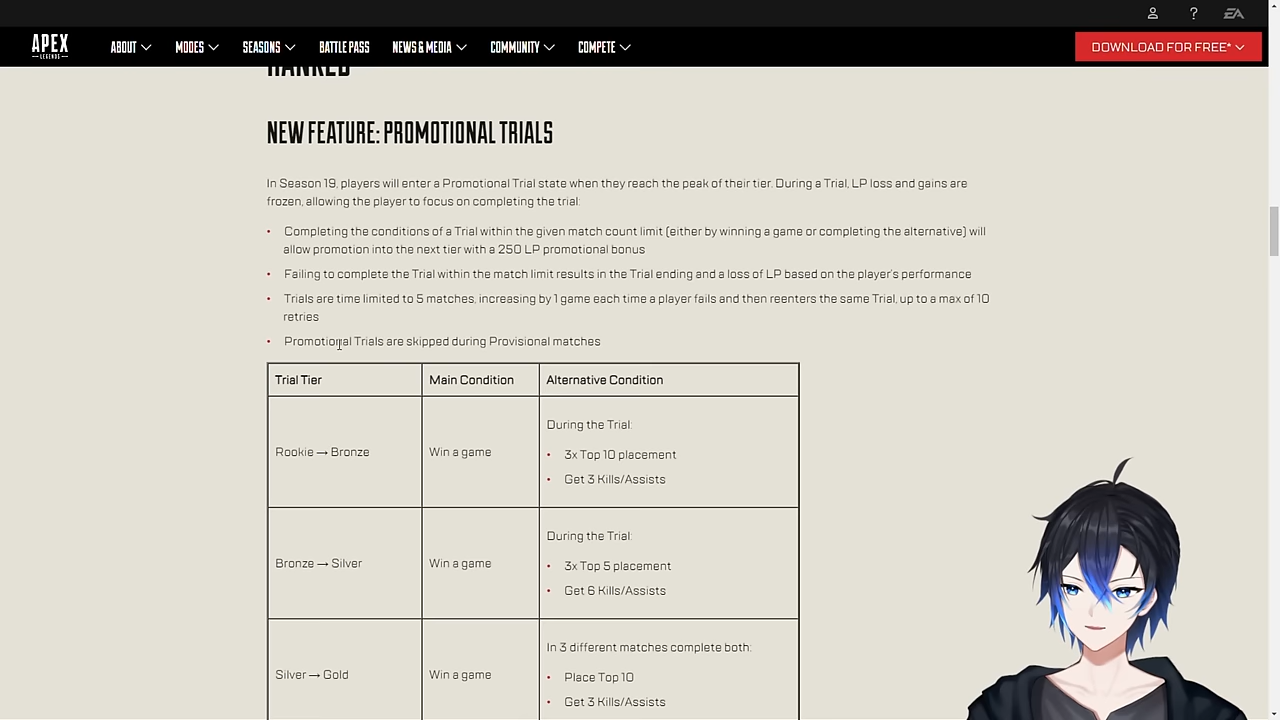 ?
EA
APEX
LEGENDS
ABOUT
MODES
SEASONS
BATTLE PASS
NEWS & MEDIA
COMMUNITY
COMPETE
DOWNLOAD FOR FREE*
RANKED
NEW FEATURE: PROMOTIONAL TRIALS
In Season 19, players will enter a Promotional Trial state when they reach the peak of their tier. During a Trial, LP loss and gains are
frozen, allowing the player to focus on completing the trial:
• Completing the conditions of a Trial within the given match count limit (either by winning a game or completing the alternative) will
allow promotion into the next tier with a 250 LP promotional bonus
• Failing to complete the Trial within the match limit results in the Trial ending and a loss of LP based on the player's performance
• Trials are time limited to 5 matches, increasing by 1 game each time a player fails and then reenters the same Trial, up to a max of 10
retries
• Promotional Trials are skipped during Provisional matches
Trial Tier
Main Condition
Alternative Condition
Rookie → Bronze
Win a game
During the Trial:
• 3x Top 10 placement
• Get 3 Kills/Assists
Bronze → Silver
Win a game
During the Trial:
• 3x Top 5 placement
• Get 6 Kills/Assists
Silver → Gold
Win a game
In 3 different matches complete both:
• Place Top 10
• Get 3 Kills/Assists